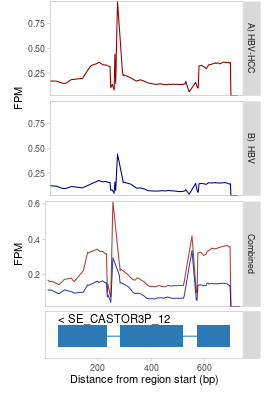 0.75
0.50
0.25
A) HBV-HCC
FPM
0.75
0.50
0.25
B) HBV
0.6
0.4
0.2
FPM
Combined
< SE_CASTOR3P_12
0 200 400 600
Distance from region start (bp)